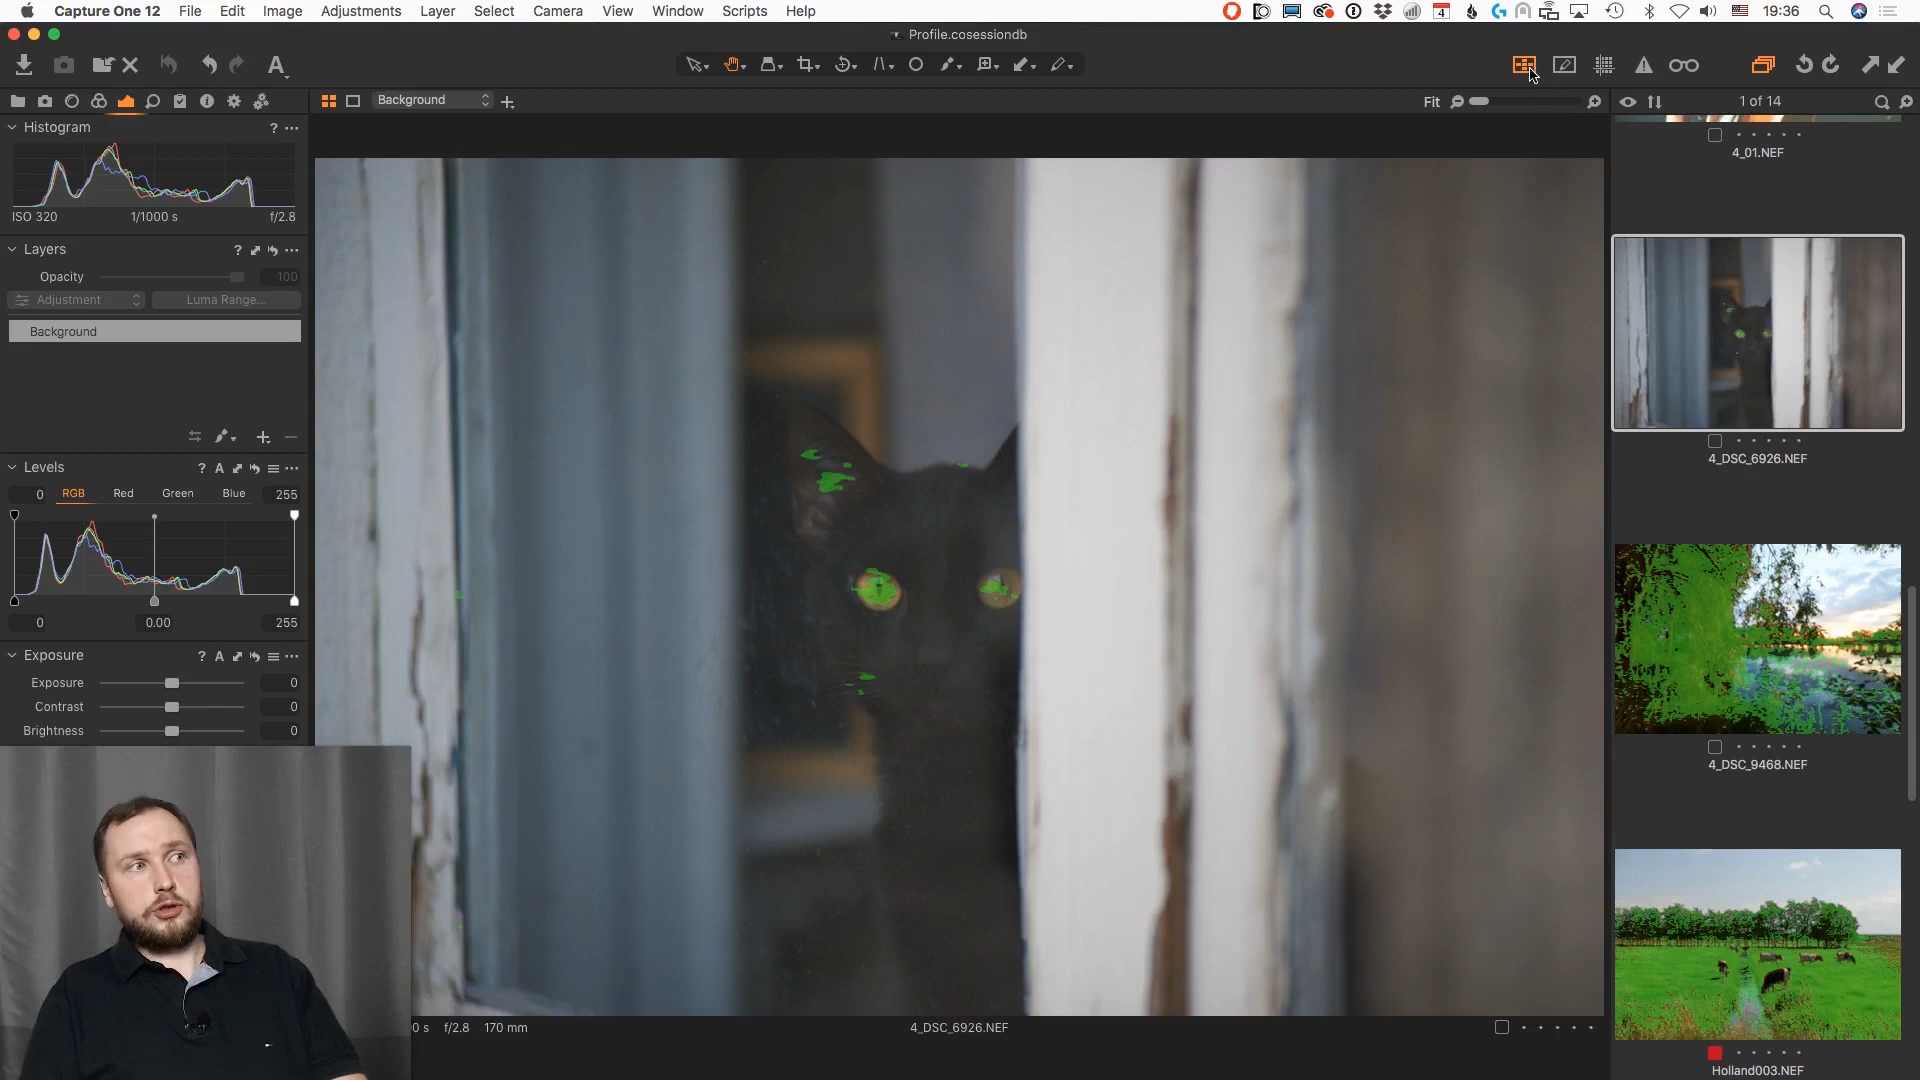 Capture One 12 File Edit Image Adjustments Layer Select Camera View Window Scripts Help 4 19:36
Profile.cosessiondb
A
Background Fit 1 of 14
Histogram ?
ISO 320 1/1000 s f/2.8
Layers ?
Opacity 100
Adjustment Luma Range...
Background
Levels ? A
0 RGB Red Green Blue 255
0 0.00 255
Exposure ? A
Exposure 0
Contrast 0
Brightness 0
0 s f/2.8 170 mm 4_DSC_6926.NEF
4_01.NEF
4_DSC_6926.NEF
4_DSC_9468.NEF
Holland003.NEF